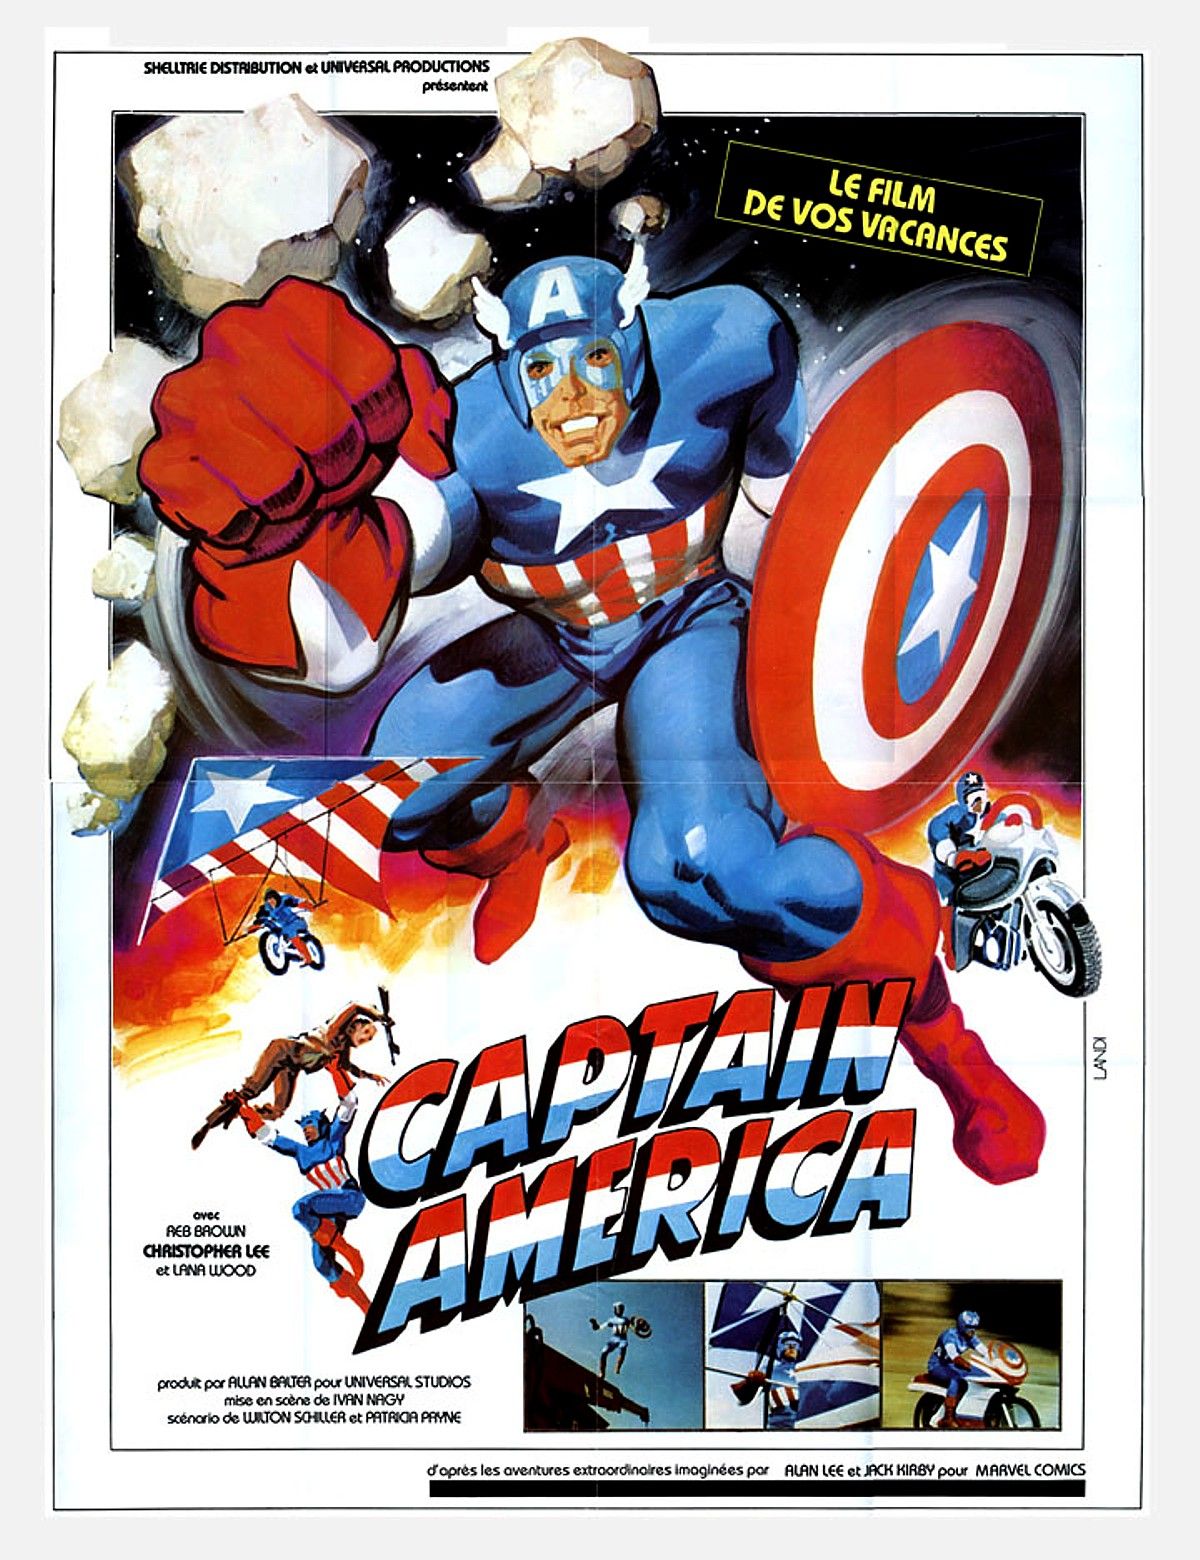 SHELLTRIE DISTRIBUTION et UNIVERSAL PRODUCTIONS
présentent
LE FILM
DE VOS VACANCES
A
LANDI
CAPTAIN
AMERICA
avec
REB BROWN
CHRISTOPHER LEE
et LANA WOOD
produit par ALLAN BALTER pour UNIVERSAL STUDIOS
mise en scène de IVAN NAGY
scénario de WILTON SCHILLER et PATRICIA PAYNE
d'après les aventures extraordinaires imaginées par ALAN LEE et JACK KIRBY pour MARVEL COMICS